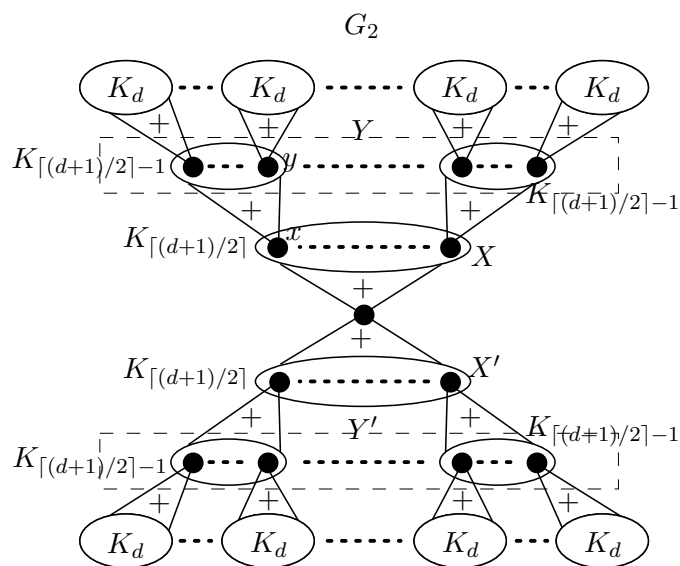 G_2
K_d K_d K_d K_d
+ + + +
Y
K_{⌈(d+1)/2⌉-1} y
K_{⌈(d+1)/2⌉-1}
+ +
K_{⌈(d+1)/2⌉} x
X
+
+
K_{⌈(d+1)/2⌉} X'
+ +
K_{⌈(d+1)/2⌉-1}
Y'
K_{⌈(d+1)/2⌉-1}
+ + + +
K_d K_d K_d K_d